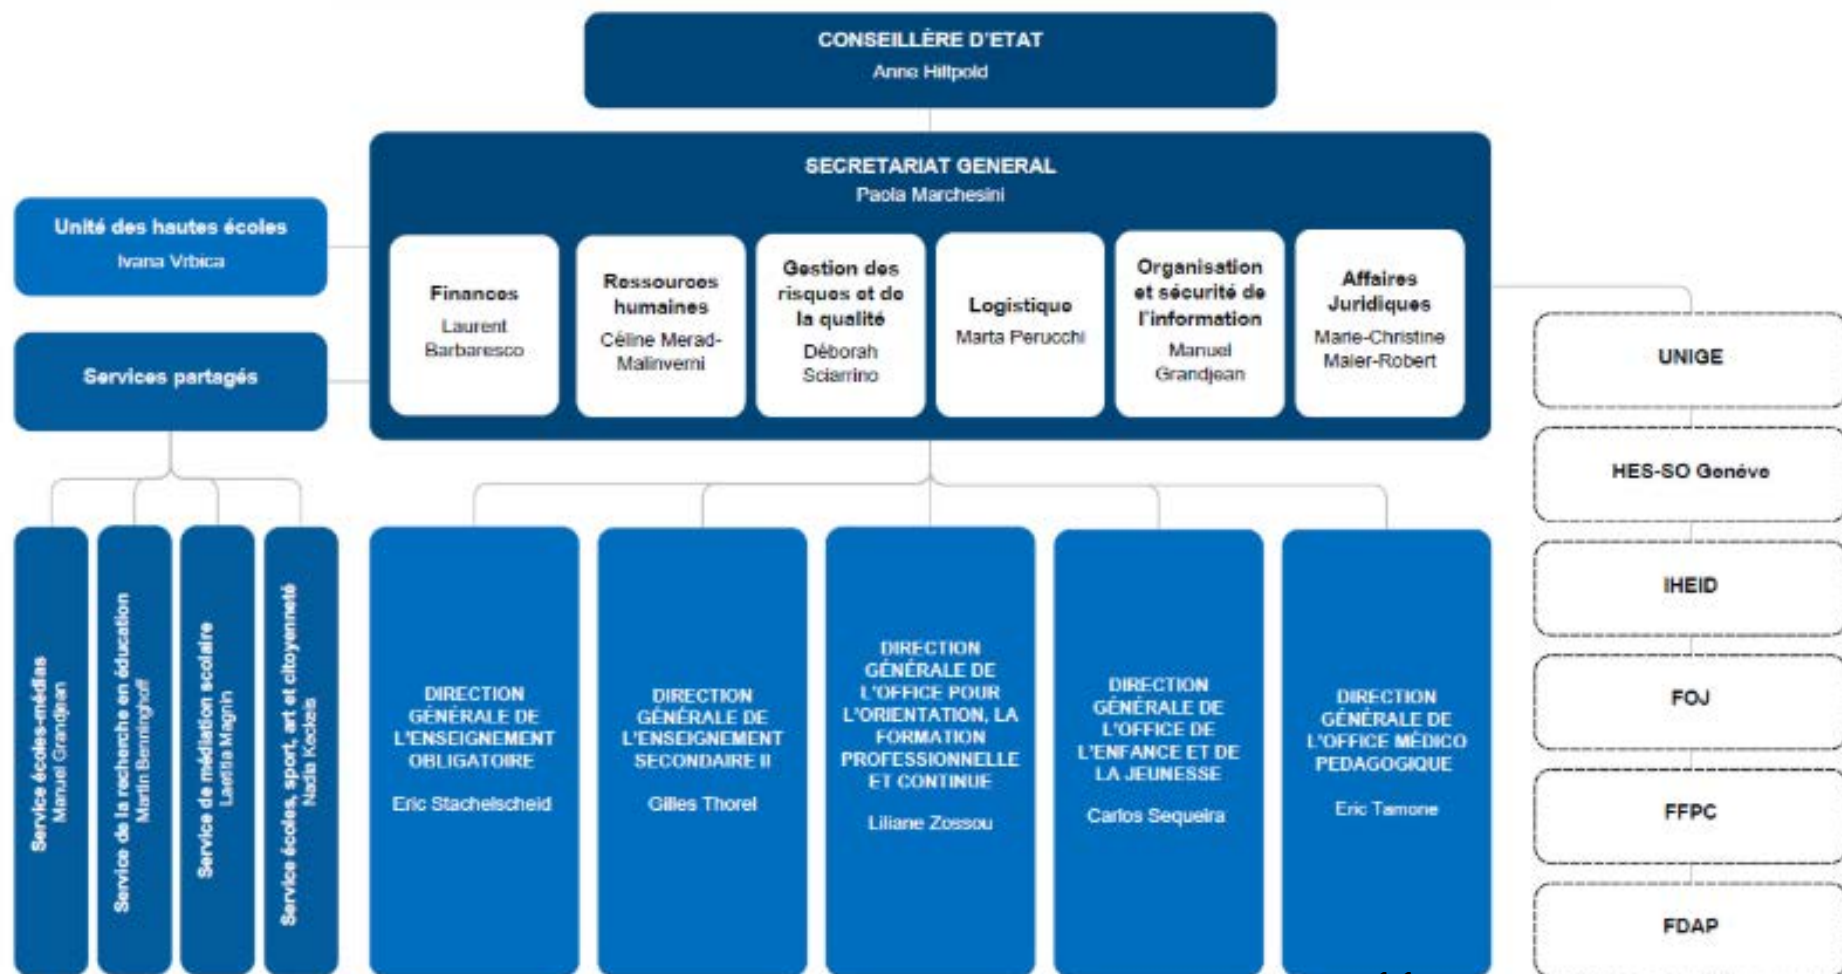 CONSEILLÈRE D'ETAT
Anne Hiltpold
SECRETARIAT GENERAL
Paola Marchesini
Unité des hautes écoles
Ivana Vrbica
Services partagés
Finances
Laurent
Barbaresco
Ressources
humaines
Céline Merad-
Malinverni
Gestion des
risques et de
la qualité
Déborah
Sciarrino
Logistique
Marta Perucchi
Organisation
et sécurité de
l'information
Manuel
Grandjean
Affaires
Juridiques
Marie-Christine
Maier-Robert
UNIGE
HES-SO Genève
IHEID
FOJ
FFPC
FDAP
Service écoles-médias
Manuel Grandjean
Service de la recherche en éducation
Martin Benninghoff
Service de médiation scolaire
Laetitia Magnin
Service écoles, sport, art et citoyenneté
Nadia Keckeis
DIRECTION
GÉNÉRALE DE
L'ENSEIGNEMENT
OBLIGATOIRE
Eric Stachelscheid
DIRECTION
GÉNÉRALE DE
L'ENSEIGNEMENT
SECONDAIRE II
Gilles Thorel
DIRECTION
GÉNÉRALE DE
L'OFFICE POUR
L'ORIENTATION, LA
FORMATION
PROFESSIONNELLE
ET CONTINUE
Liliane Zossou
DIRECTION
GÉNÉRALE DE
L'OFFICE DE
L'ENFANCE ET DE
LA JEUNESSE
Carlos Sequeira
DIRECTION
GÉNÉRALE DE
L'OFFICE MÉDICO
PEDAGOGIQUE
Eric Tamone